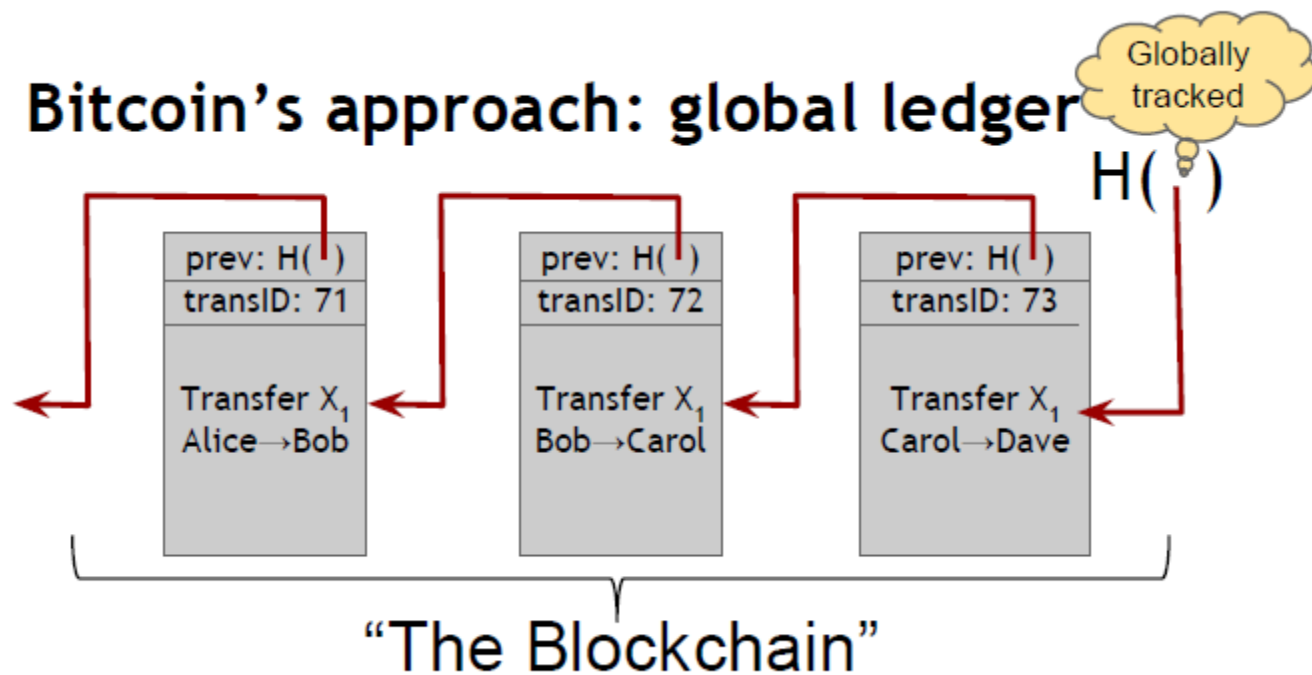 Globally
tracked
Bitcoin’s approach: global ledger
H( )
prev: H( )
transID: 71
Transfer X₁
Alice→Bob
prev: H( )
transID: 72
Transfer X₁
Bob→Carol
prev: H( )
transID: 73
Transfer X₁
Carol→Dave
“The Blockchain”